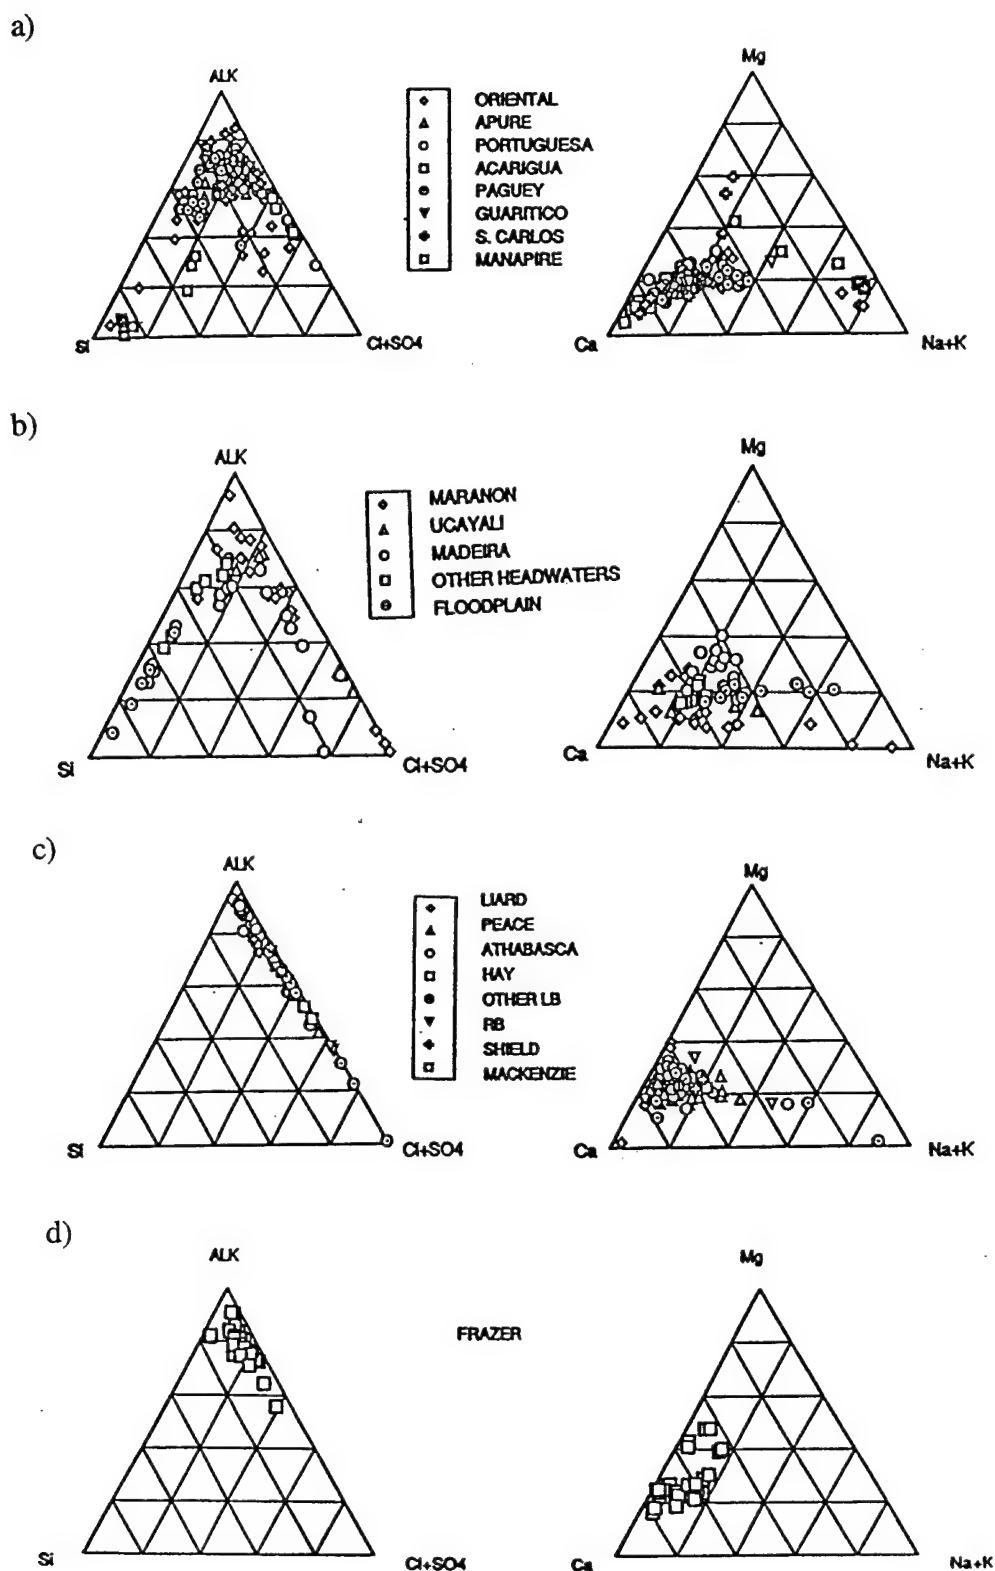 a)
ALK
Si
Cl+SO4
ORIENTAL
APURE
PORTUGUESA
ACARIGUA
PAGUEY
GUARITICO
S. CARLOS
MANAPIRE
Mg
Ca
Na+K
b)
ALK
Si
Cl+SO4
MARANON
UCAYALI
MADEIRA
OTHER HEADWATERS
FLOODPLAIN
Mg
Ca
Na+K
c)
ALK
Si
Cl+SO4
LIARD
PEACE
ATHABASCA
HAY
OTHER LB
RB
SHIELD
MACKENZIE
Mg
Ca
Na+K
d)
ALK
Si
Cl+SO4
FRAZER
Mg
Ca
Na+K